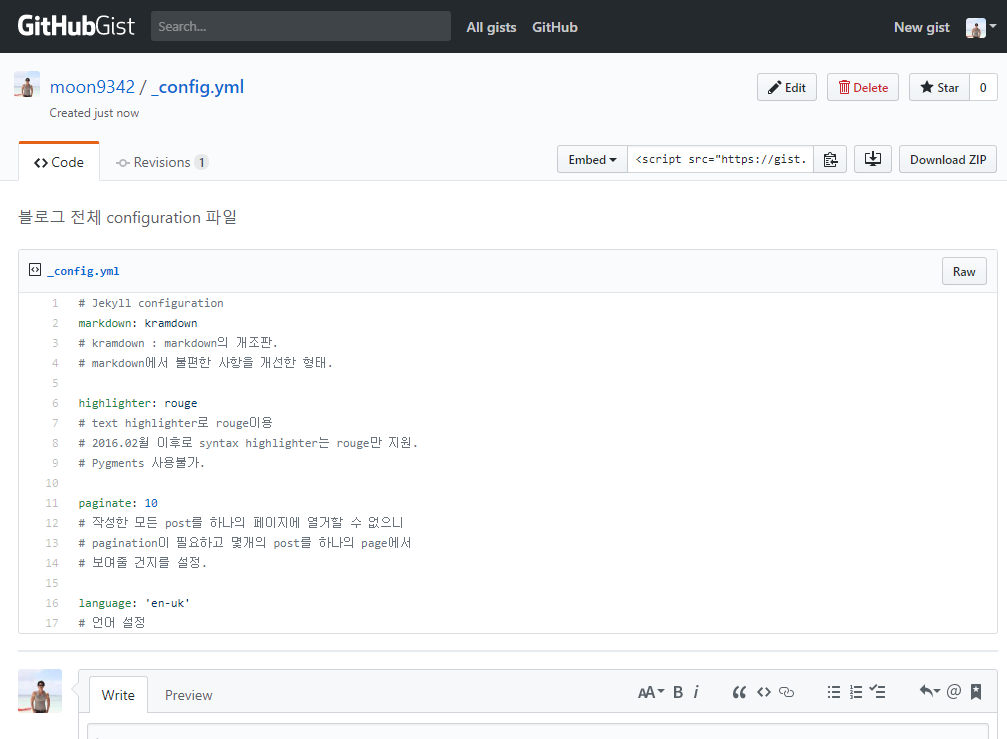 GitHubGist Search... All gists GitHub New gist
moon9342 / _config.yml Edit Delete Star 0
Created just now
Code Revisions 1 Embed <script src="https://gist. Download ZIP
블로그 전체 configuration 파일
_config.yml Raw
1 # Jekyll configuration
2 markdown: kramdown
3 # kramdown : markdown의 개조판.
4 # markdown에서 불편한 사항을 개선한 형태.
5
6 highlighter: rouge
7 # text highlighter로 rouge이용
8 # 2016.02월 이후로 syntax highlighter는 rouge만 지원.
9 # Pygments 사용불가.
10
11 paginate: 10
12 # 작성한 모든 post를 하나의 페이지에 열거할 수 없으니
13 # pagination이 필요하고 몇개의 post를 하나의 page에서
14 # 보여줄 건지를 설정.
15
16 language: 'en-uk'
17 # 언어 설정
Write Preview AA B i